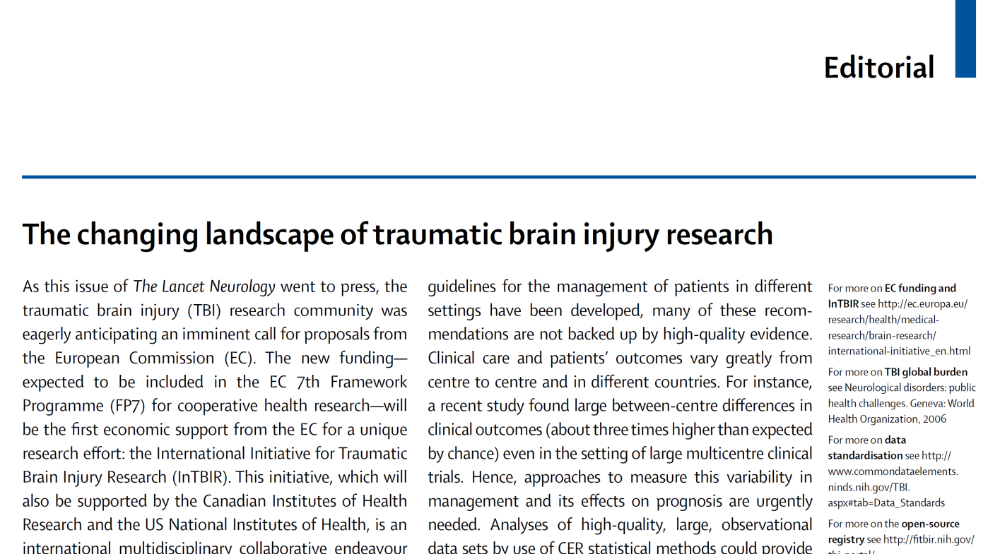 Editorial
The changing landscape of traumatic brain injury research
As this issue of The Lancet Neurology went to press, the
traumatic brain injury (TBI) research community was
eagerly anticipating an imminent call for proposals from
the European Commission (EC). The new funding—
expected to be included in the EC 7th Framework
Programme (FP7) for cooperative health research—will
be the first economic support from the EC for a unique
research effort: the International Initiative for Traumatic
Brain Injury Research (InTBIR). This initiative, which will
also be supported by the Canadian Institutes of Health
Research and the US National Institutes of Health, is an
international multidisciplinary collaborative endeavour
guidelines for the management of patients in different
settings have been developed, many of these recom-
mendations are not backed up by high-quality evidence.
Clinical care and patients’ outcomes vary greatly from
centre to centre and in different countries. For instance,
a recent study found large between-centre differences in
clinical outcomes (about three times higher than expected
by chance) even in the setting of large multicentre clinical
trials. Hence, approaches to measure this variability in
management and its effects on prognosis are urgently
needed. Analyses of high-quality, large, observational
data sets by use of CER statistical methods could provide
For more on EC funding and
InTBIR see http://ec.europa.eu/
research/health/medical-
research/brain-research/
international-initiative_en.html
For more on TBI global burden
see Neurological disorders: public
health challenges. Geneva: World
Health Organization, 2006
For more on data
standardisation see http://
www.commondataelements.
ninds.nih.gov/TBI.
aspx#tab=Data_Standards
For more on the open-source
registry see http://fitbir.nih.gov/